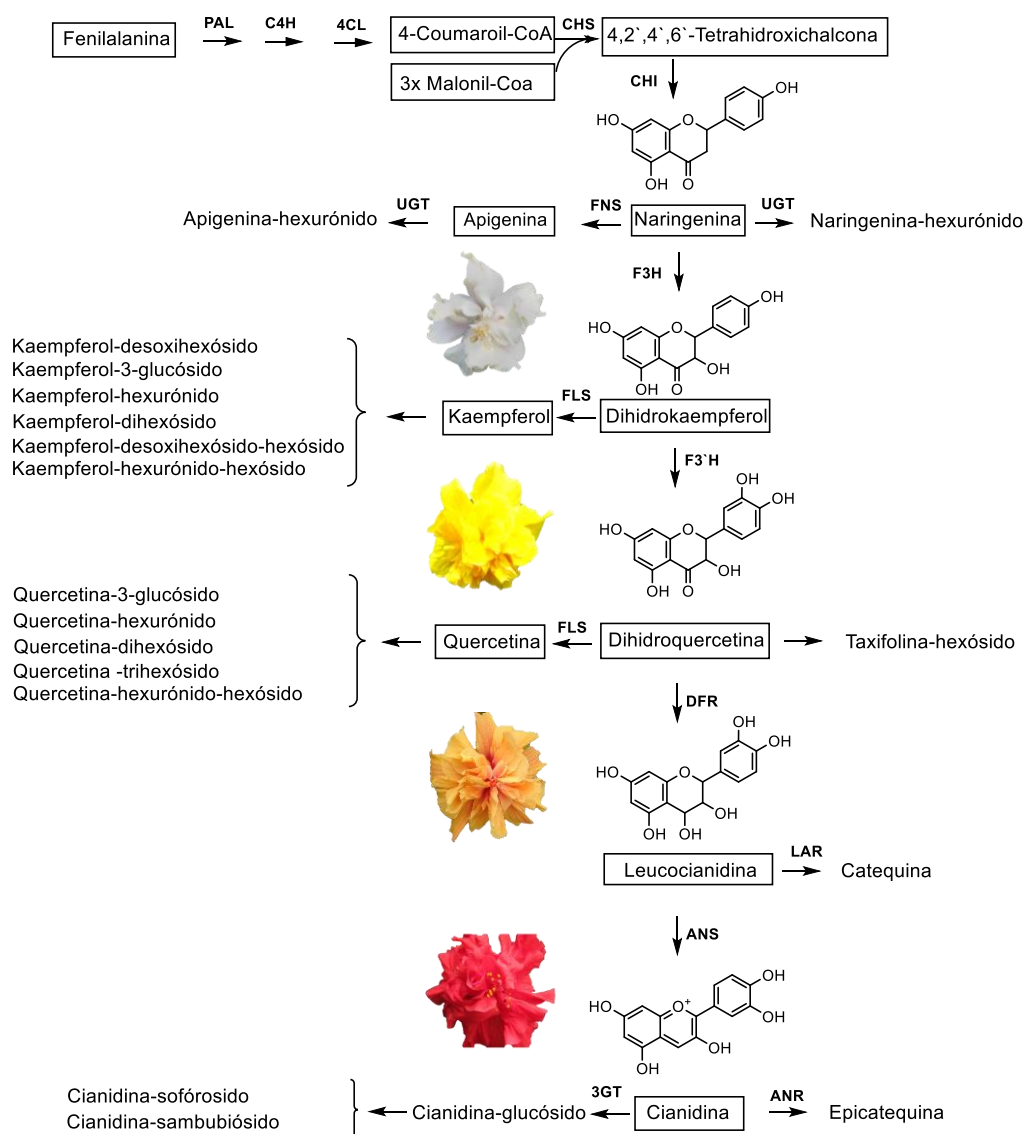 PAL
C4H
4CL
CHS
Fenilalanina
4-Coumaroil-CoA
4,2`,4`,6`-Tetrahidroxichalcona
3x Malonil-Coa
CHI
OH
HO
O
OH
O
UGT
FNS
UGT
Apigenina-hexurónido
Apigenina
Naringenina
Naringenina-hexurónido
F3H
OH
HO
O
OH
OH
O
Kaempferol-desoxihexósido
Kaempferol-3-glucósido
Kaempferol-hexurónido
Kaempferol-dihexósido
Kaempferol-desoxihexósido-hexósido
Kaempferol-hexurónido-hexósido
FLS
Kaempferol
Dihidrokaempferol
F3`H
OH
OH
HO
O
OH
OH
O
Quercetina-3-glucósido
Quercetina-hexurónido
Quercetina-dihexósido
Quercetina -trihexósido
Quercetina-hexurónido-hexósido
FLS
Quercetina
Dihidroquercetina
Taxifolina-hexósido
DFR
OH
OH
HO
O
OH
OH
OH
LAR
Leucocianidina
Catequina
ANS
OH
HO
O+
OH
OH
OH
Cianidina-sofórosido
Cianidina-sambubiósido
3GT
Cianidina-glucósido
Cianidina
ANR
Epicatequina